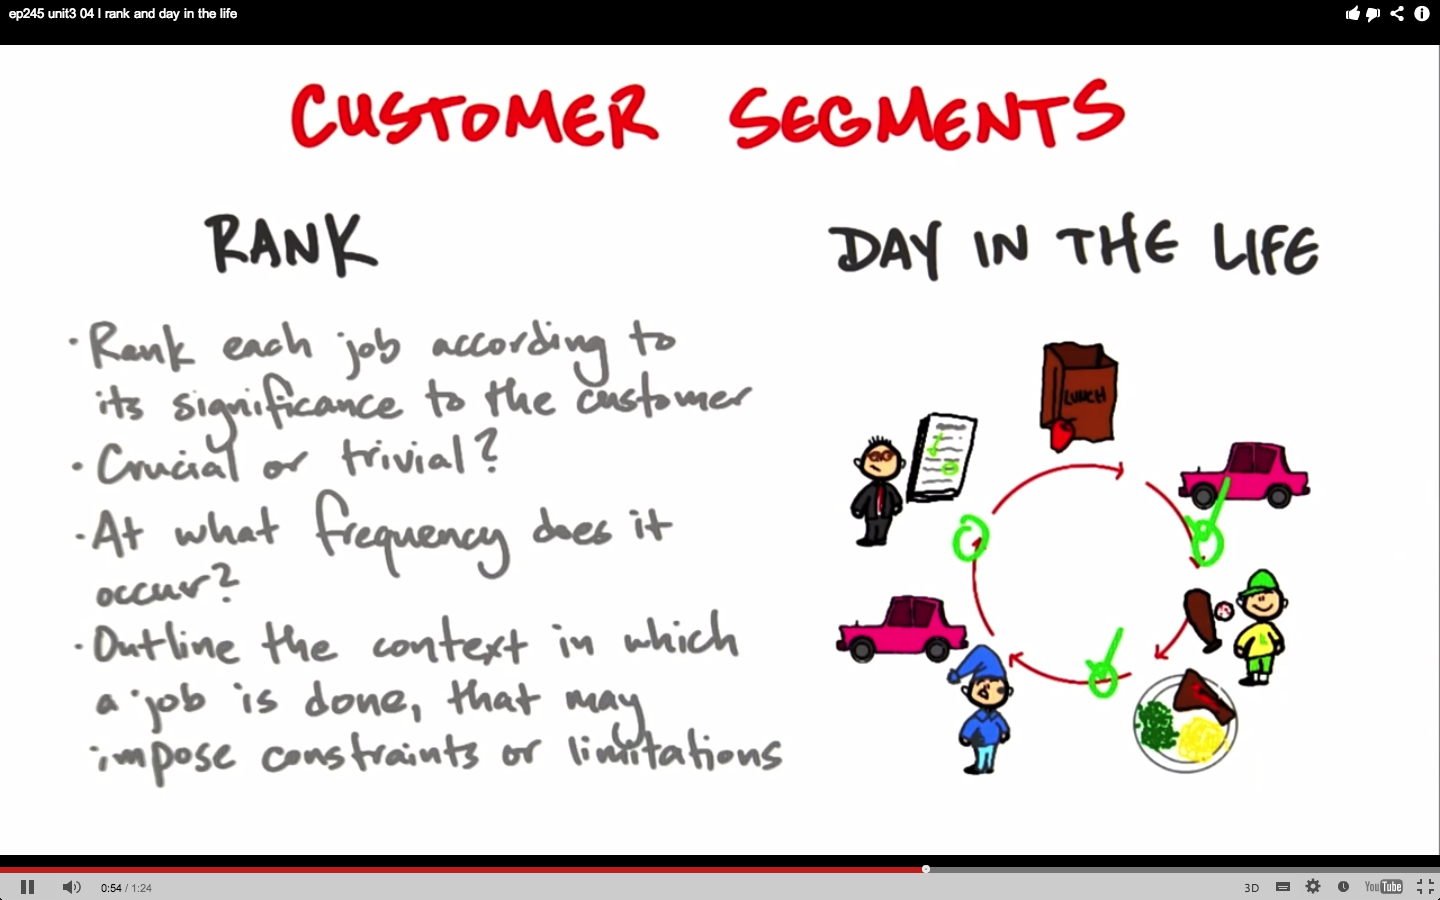 ep245 unit3 04 l rank and day in the life
CUSTOMER SEGMENTS
RANK
• Rank each job according to
its significance to the customer
• Crucial or trivial?
• At what frequency does it
occur?
• Outline the context in which
a job is done, that may
impose constraints or limitations
DAY IN THE LIFE
LUNCH
0:54 / 1:24
3D
YouTube